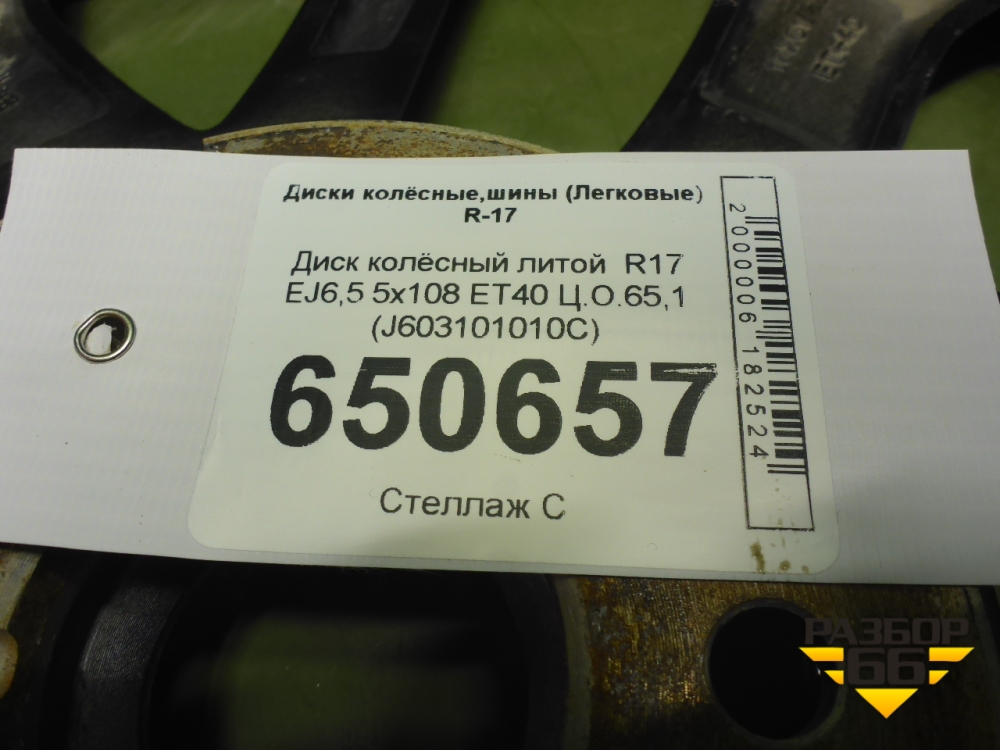 Диски колёсные,шины (Легковые)
R-17
Диск колёсный литой R17
EJ6,5 5x108 ET40 Ц.О.65,1
(J603101010C)
650657
Стеллаж С
2000006182524
РАЗБОР
66